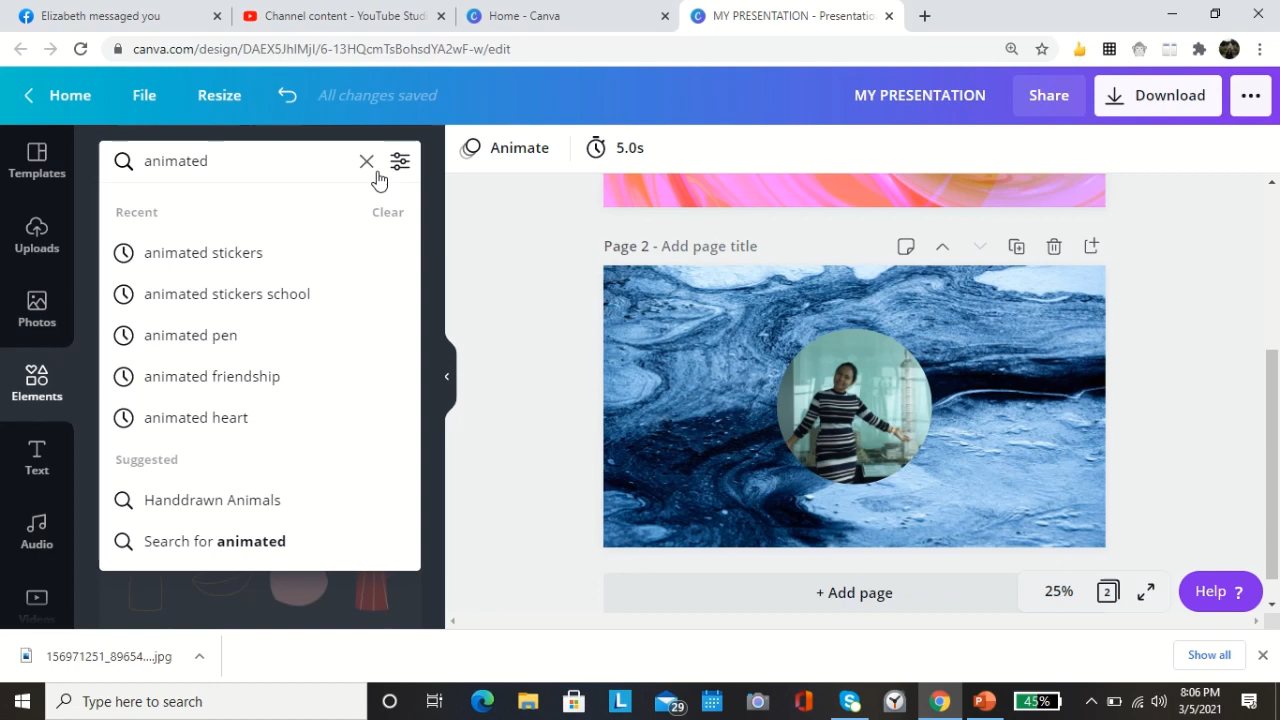 Elizabeth messaged you
Channel content - YouTube Studi
Home - Canva
MY PRESENTATION - Presentatio
canva.com/design/DAEX5JhlMjI/6-13HQcmTsBohsdYA2wF-w/edit
Home
File
Resize
All changes saved
MY PRESENTATION
Share
Download
Templates
Uploads
Photos
Elements
Text
Audio
Videos
animated
Recent
Clear
animated stickers
animated stickers school
animated pen
animated friendship
animated heart
Suggested
Handdrawn Animals
Search for animated
Animate
5.0s
Page 2 - Add page title
+ Add page
25%
2
Help ?
156971251_89654....jpg
Show all
Type here to search
L
29
45%
8:06 PM
3/5/2021